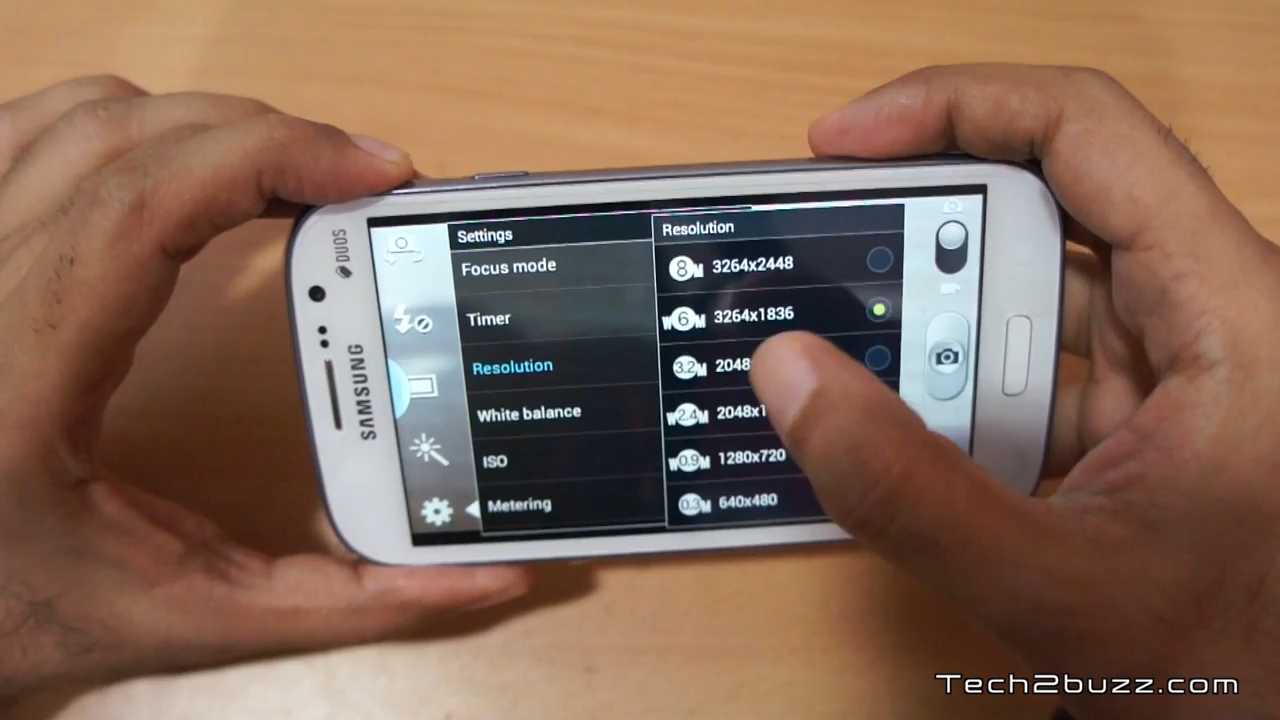 DUOS
SAMSUNG
Settings
Focus mode
Timer
Resolution
White balance
ISO
Metering
Resolution
8M 3264x2448
W6M 3264x1836
3.2M 2048
W2.4M 2048x1
W0.9M 1280x720
0.3M 640x480
Tech2buzz.com